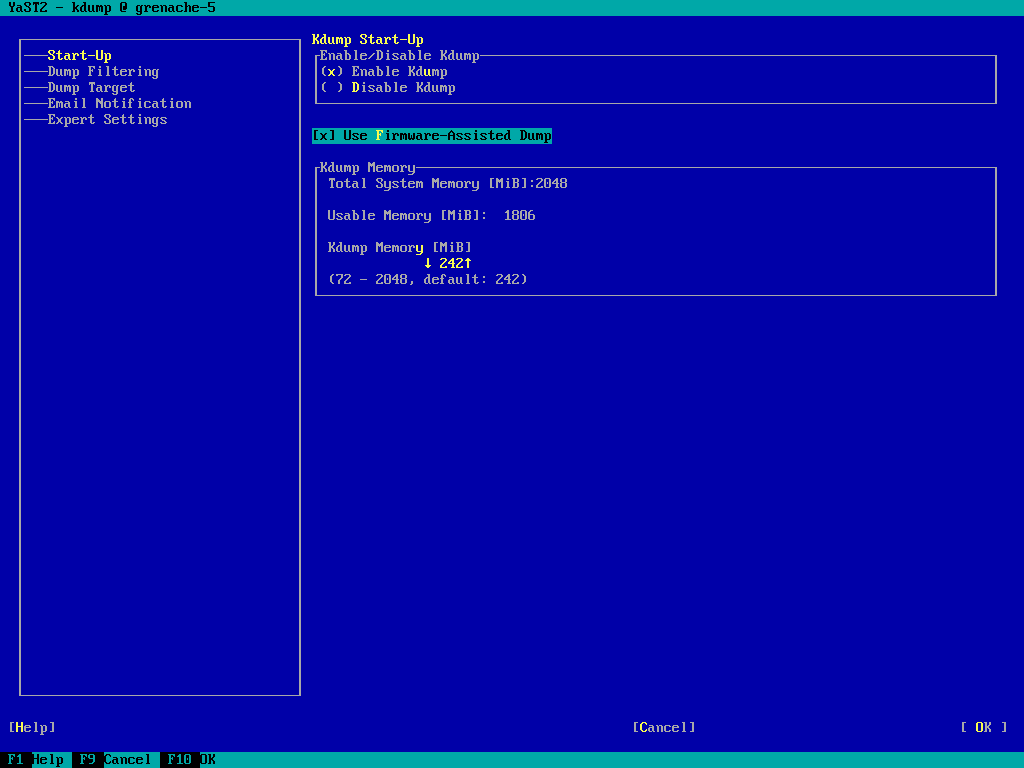 YaST2 - kdump @ grenache-5
Start-Up
Dump Filtering
Dump Target
Email Notification
Expert Settings
Kdump Start-Up
Enable/Disable Kdump
(x) Enable Kdump
( ) Disable Kdump
[x] Use Firmware-Assisted Dump
Kdump Memory
Total System Memory [MiB]:2048
Usable Memory [MiB]:  1806
Kdump Memory [MiB]
↓ 242↑
(72 - 2048, default: 242)
[Help] [Cancel] [ OK ]
F1 Help F9 Cancel F10 OK